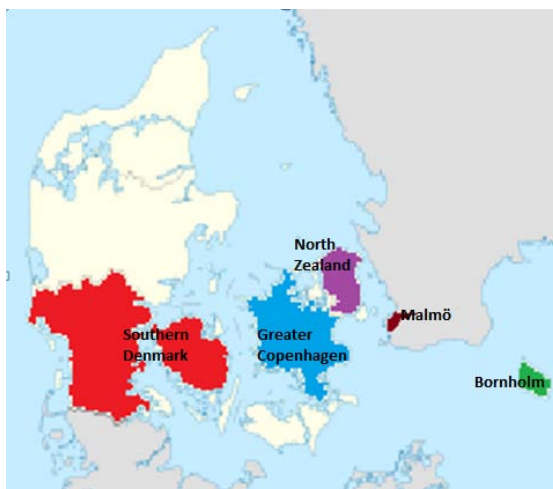 North
Zealand
Malmö
Southern
Denmark
Greater
Copenhagen
Bornholm